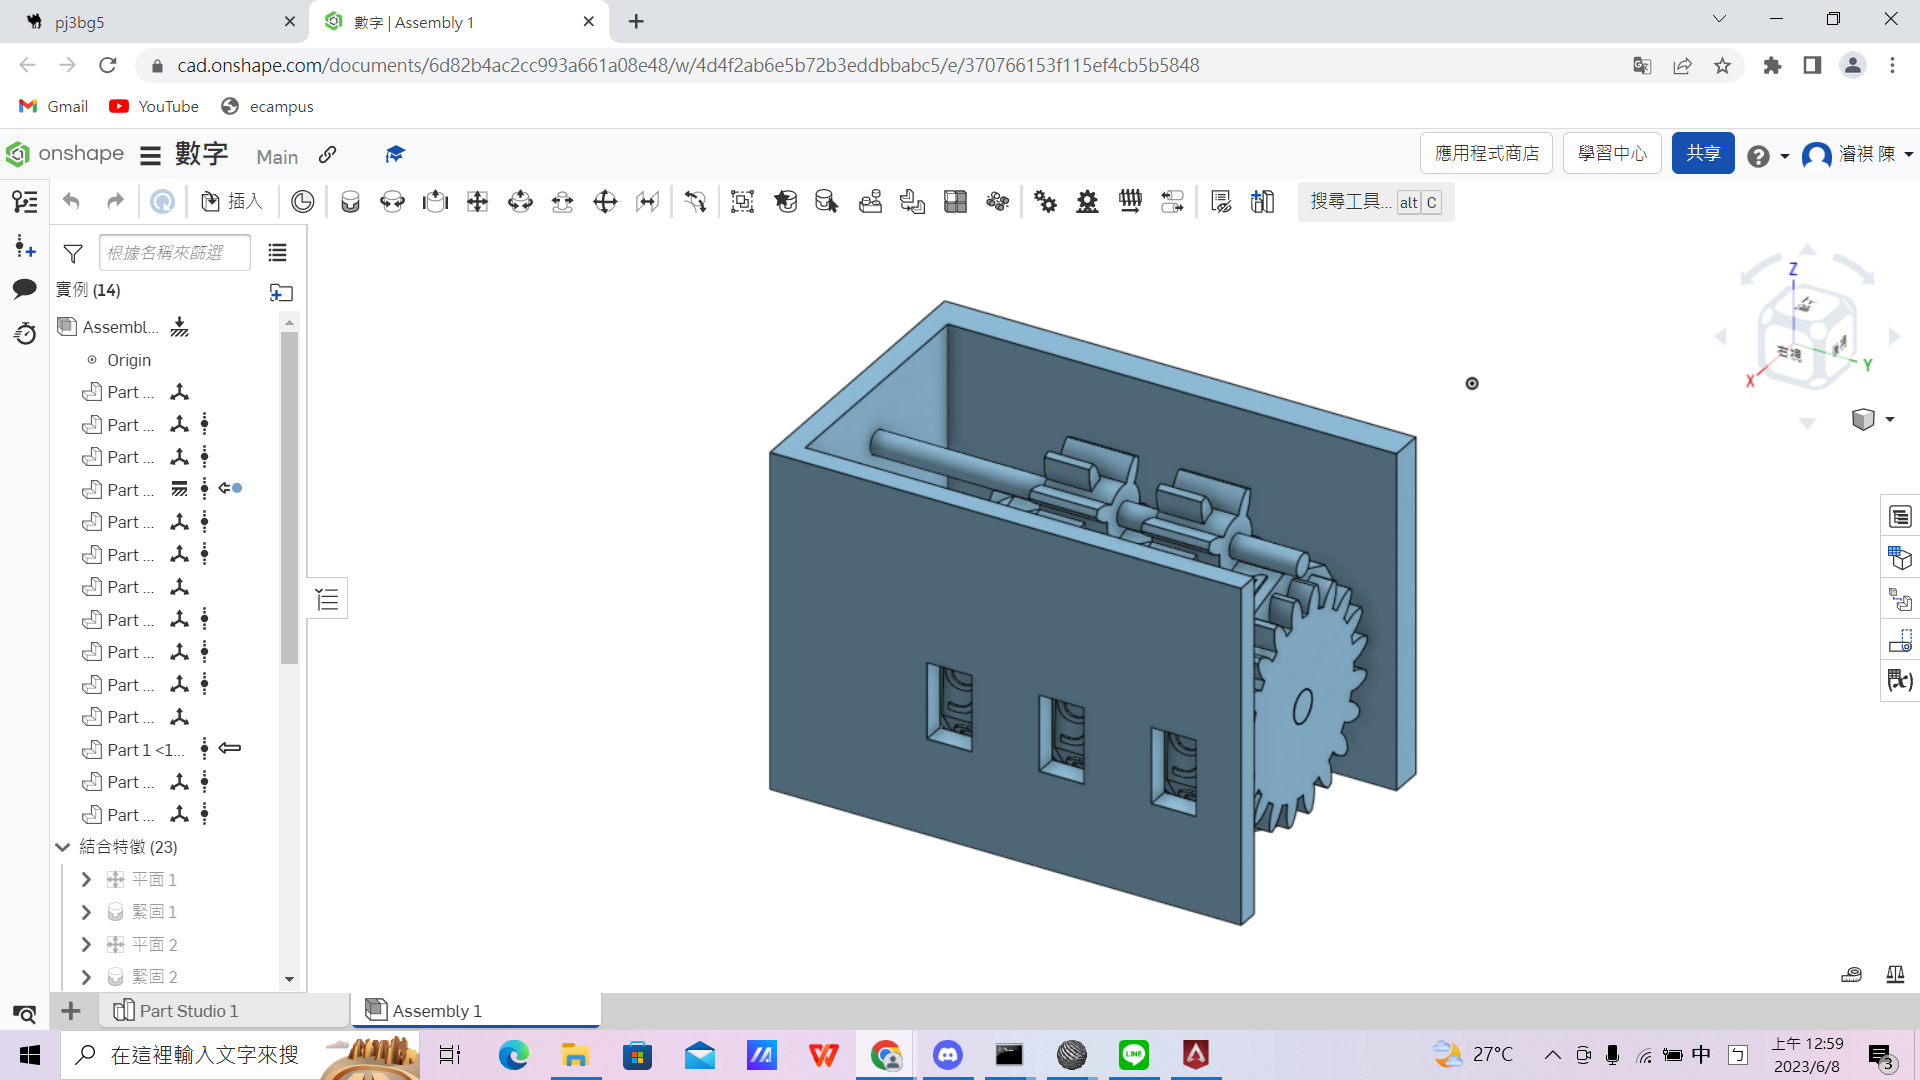 pj3bg5
數字 | Assembly 1
cad.onshape.com/documents/6d82b4ac2cc993a661a08e48/w/4d4f2ab6e5b72b3eddbbabc5/e/370766153f115ef4cb5b5848
Gmail
YouTube
ecampus
onshape
數字
Main
應用程式商店
學習中心
共享
濬祺 陳
插入
搜尋工具... alt C
根據名稱來篩選
實例 (14)
Assembl...
Origin
Part ...
Part ...
Part ...
Part ...
Part ...
Part ...
Part ...
Part ...
Part ...
Part ...
Part ...
Part 1 <1...
Part ...
Part ...
結合特徵 (23)
平面 1
緊固 1
平面 2
緊固 2
Z
X
Y
Part Studio 1
Assembly 1
在這裡輸入文字來搜
27°C
中
上午 12:59
2023/6/8
3